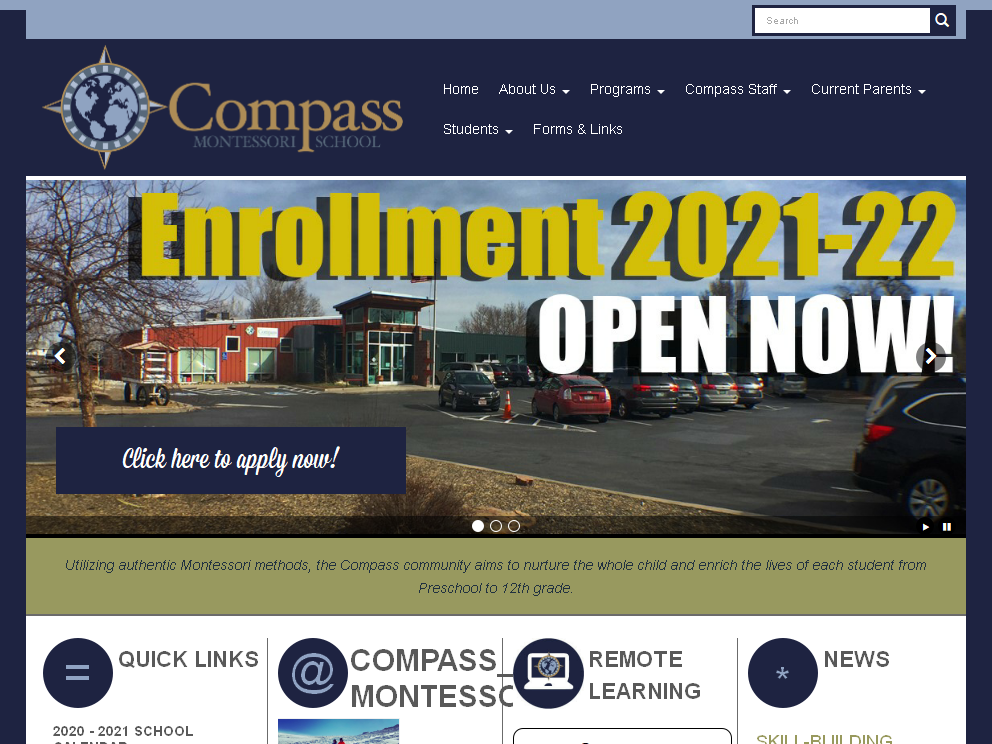 Search
Compass
MONTESSORI SCHOOL
Home About Us Programs Compass Staff Current Parents
Students Forms & Links
Enrollment 2021-22
OPEN NOW!
Click here to apply now!
Utilizing authentic Montessori methods, the Compass community aims to nurture the whole child and enrich the lives of each student from
Preschool to 12th grade.
= QUICK LINKS
2020 - 2021 SCHOOL
CALENDAR
@ COMPASS
MONTESSO
REMOTE
LEARNING
* NEWS
SKILL-BUILDING